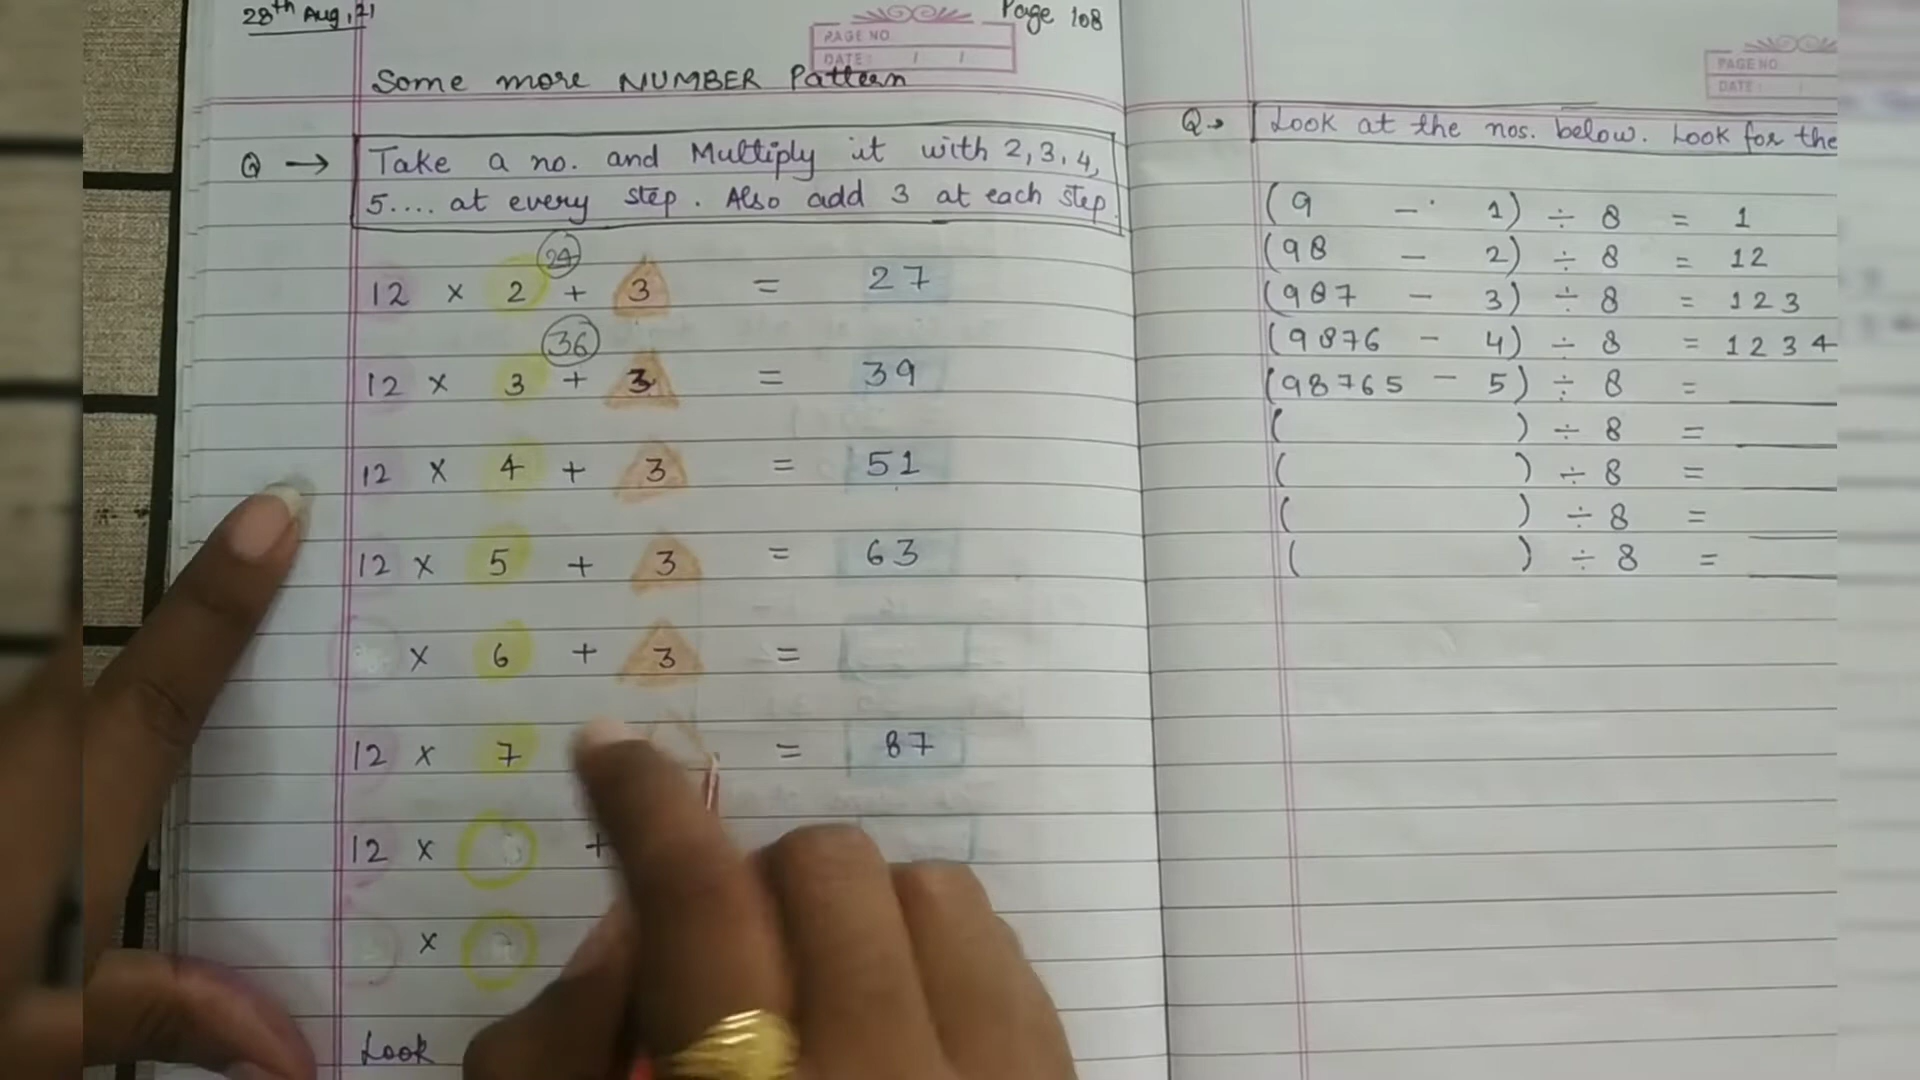 28th Aug, 21
Page 108
PAGE NO.
DATE: / /
Some more NUMBER Pattern
Q → Take a no. and Multiply it with 2, 3, 4,
5.... at every step. Also add 3 at each step.
24
12 × 2 + 3 = 27
36
12 × 3 + 3 = 39
12 × 4 + 3 = 51
12 × 5 + 3 = 63
× 6 + 3 =
12 × 7 = 87
12 × +
×
Look
PAGE NO.
DATE: /
Q → Look at the nos. below. Look for the
(9 - 1) ÷ 8 = 1
(98 - 2) ÷ 8 = 12
(987 - 3) ÷ 8 = 123
(9876 - 4) ÷ 8 = 1234
(98765 - 5) ÷ 8 =
( ) ÷ 8 =
( ) ÷ 8 =
( ) ÷ 8 =
( ) ÷ 8 =